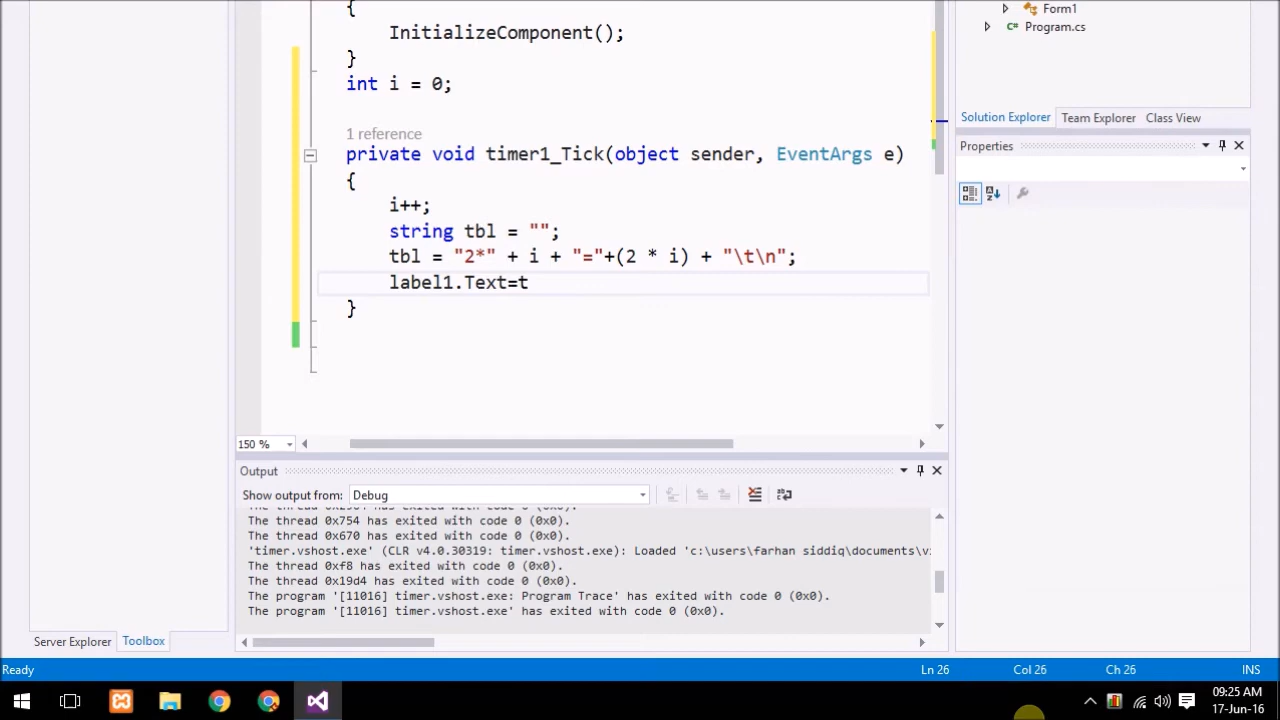 {
Form1
InitializeComponent();
Program.cs
}
int i = 0;
Solution Explorer Team Explorer Class View
1 reference
Properties
private void timer1_Tick(object sender, EventArgs e)
{
i++;
string tbl = "";
tbl = "2*" + i + "="+(2 * i) + "\t\n";
label1.Text=t
}
150 %
Output
Show output from: Debug
The thread 0x754 has exited with code 0 (0x0).
The thread 0x670 has exited with code 0 (0x0).
'timer.vshost.exe' (CLR v4.0.30319: timer.vshost.exe): Loaded 'c:\users\farhan siddiq\documents\v
The thread 0xf8 has exited with code 0 (0x0).
The thread 0x19d4 has exited with code 0 (0x0).
The program '[11016] timer.vshost.exe: Program Trace' has exited with code 0 (0x0).
The program '[11016] timer.vshost.exe' has exited with code 0 (0x0).
Server Explorer Toolbox
Ready Ln 26 Col 26 Ch 26 INS
09:25 AM
17-Jun-16